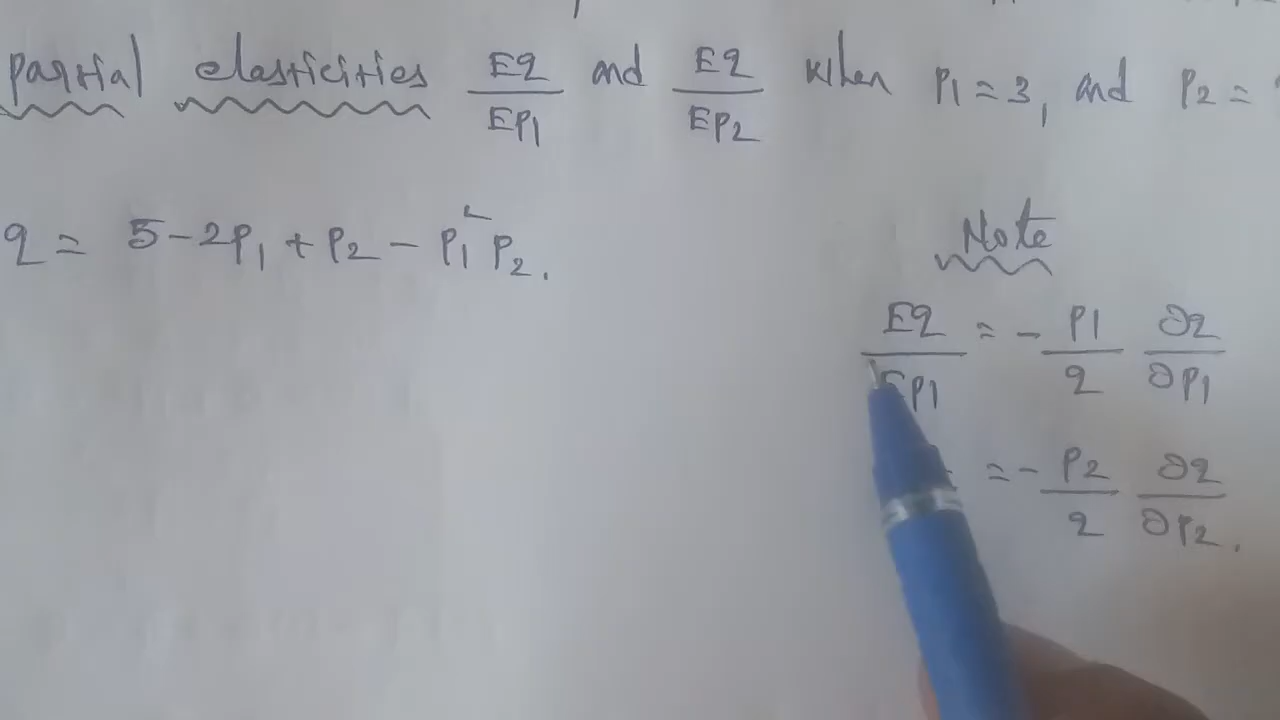 partial elasticities Eq/Ep₁ and Eq/Ep₂ when p₁ = 3, and p₂ =
q = 5 - 2p₁ + p₂ - p₁² p₂.
Note
Eq/Ep₁ = - p₁/q ∂q/∂p₁
= - p₂/q ∂q/∂p₂.